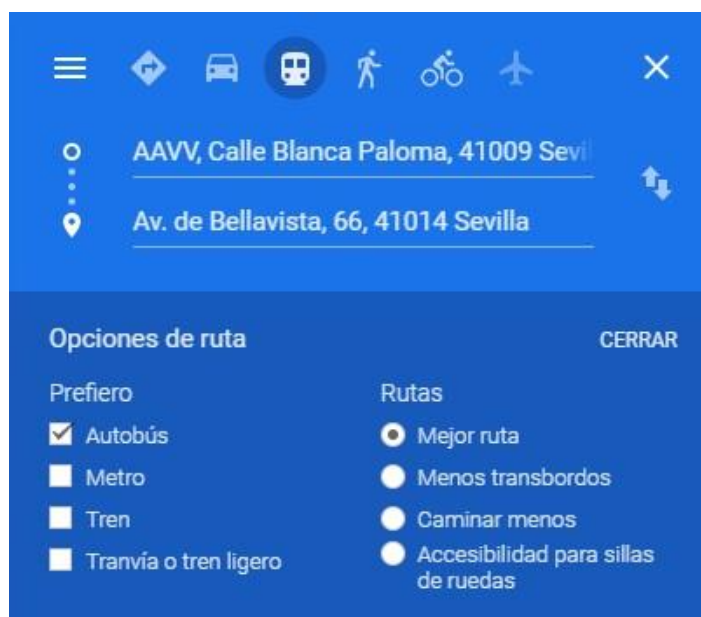 AAVV, Calle Blanca Paloma, 41009 Sevil
Av. de Bellavista, 66, 41014 Sevilla
Opciones de ruta CERRAR
Prefiero Rutas
Autobús Mejor ruta
Metro Menos transbordos
Tren Caminar menos
Tranvía o tren ligero Accesibilidad para sillas
de ruedas